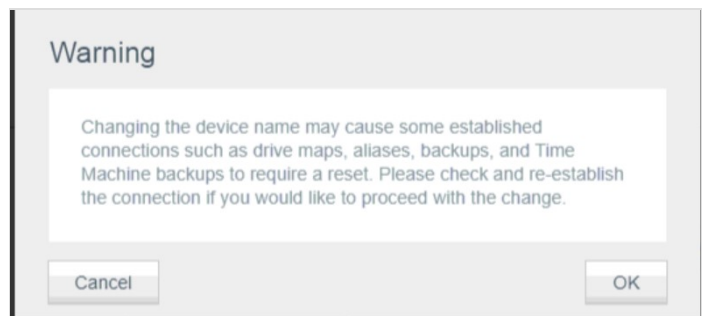 Warning
Changing the device name may cause some established
connections such as drive maps, aliases, backups, and Time
Machine backups to require a reset. Please check and re-establish
the connection if you would like to proceed with the change.
Cancel
OK